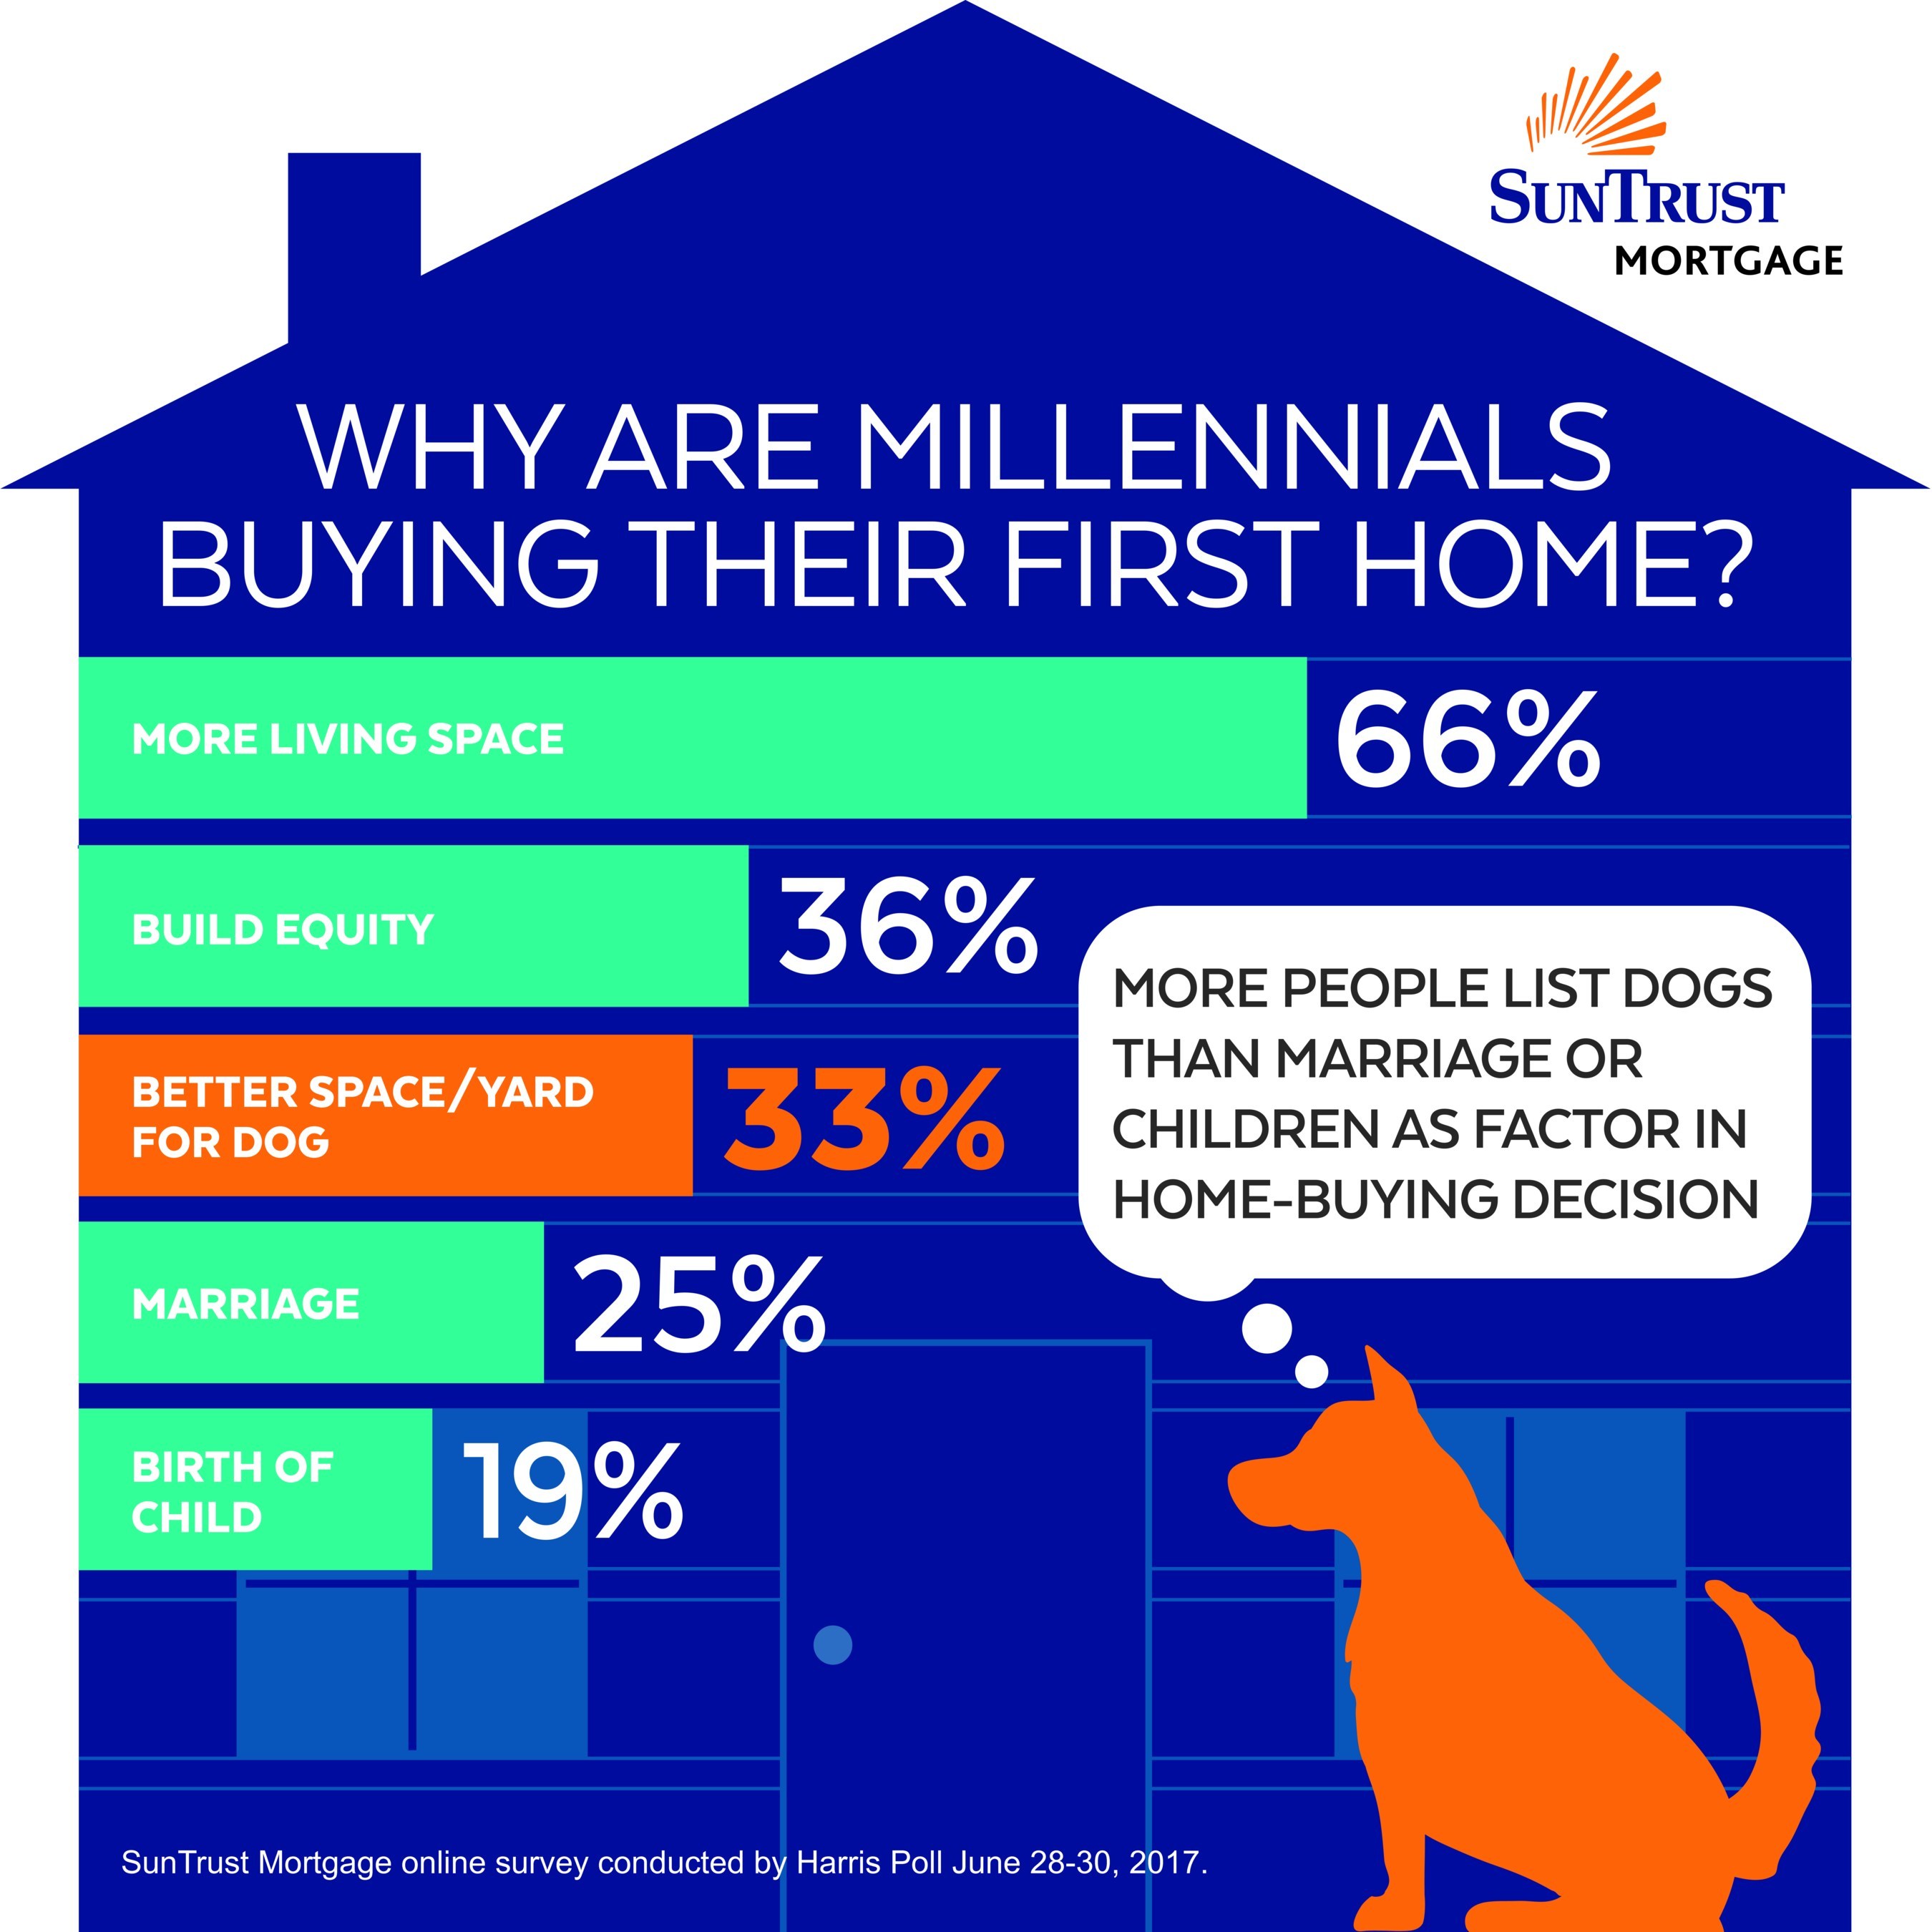 SUNTRUST
MORTGAGE
WHY ARE MILLENNIALS
BUYING THEIR FIRST HOME?
MORE LIVING SPACE
66%
BUILD EQUITY
36%
BETTER SPACE/YARD
FOR DOG
33%
MORE PEOPLE LIST DOGS
THAN MARRIAGE OR
CHILDREN AS FACTOR IN
HOME-BUYING DECISION
MARRIAGE
25%
BIRTH OF
CHILD
19%
SunTrust Mortgage online survey conducted by Harris Poll June 28-30, 2017.